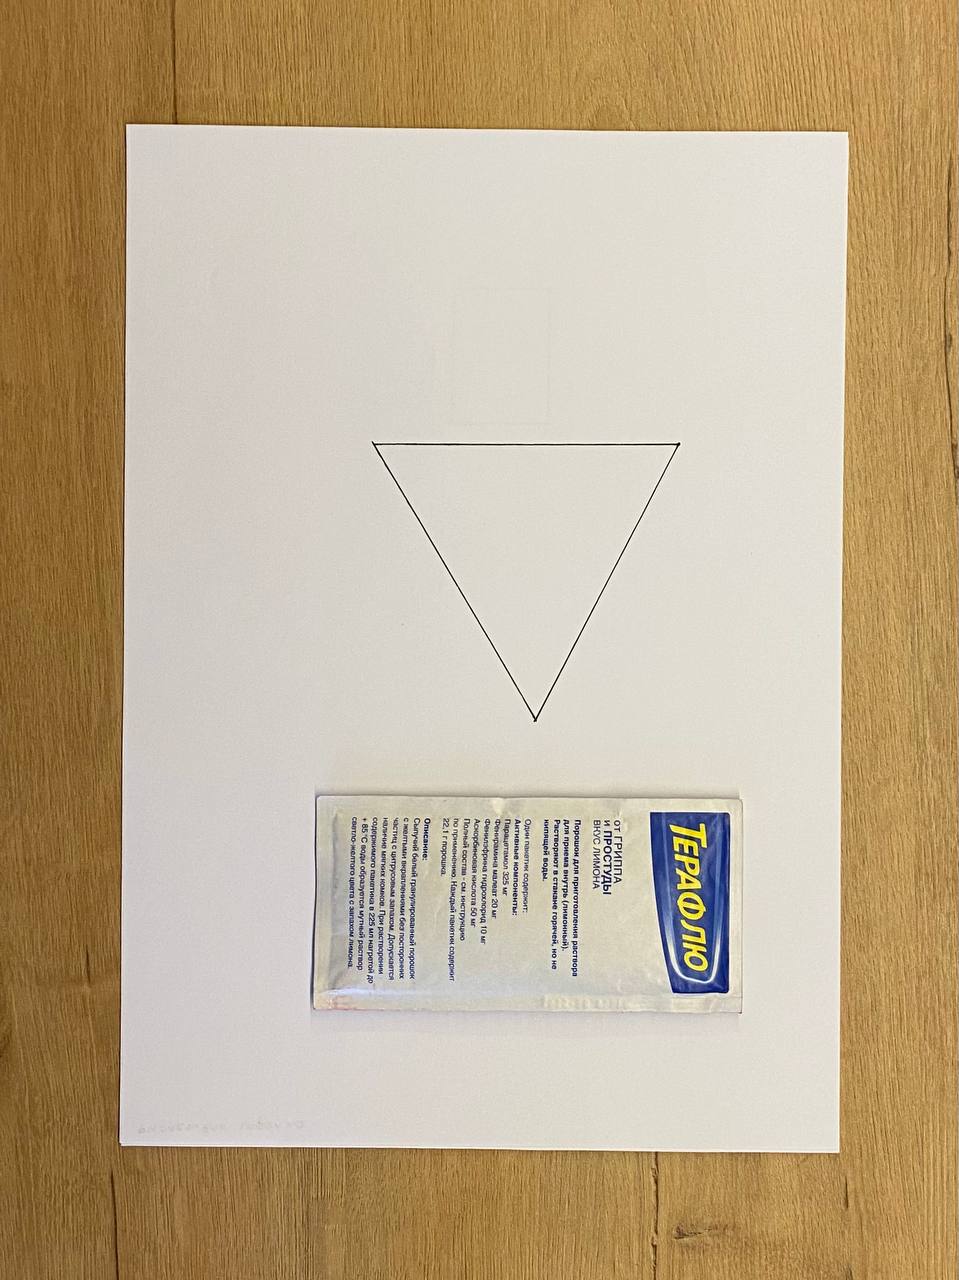 ТЕРАФЛЮ
ОТ ГРИППА
И ПРОСТУДЫ
ВКУС ЛИМОНА
Порошок для приготовления раствора
для приема внутрь (лимонный).
Растворяют в стакане горячей, но не
кипящей воды.
Один пакетик содержит:
Активные компоненты:
Парацетамол 325 мг
Фенирамина малеат 20 мг
Фенилэфрина гидрохлорид 10 мг
Аскорбиновая кислота 50 мг
Полный состав - см. инструкцию
по применению. Каждый пакетик содержит
22,1 г порошка.
Описание:
Сыпучий белый гранулированный порошок
с желтыми вкраплениями без посторонних
частиц с цитрусовым запахом. Допускается
наличие мягких комков. При растворении
содержимого пакетика в 225 мл нагретой до
+ 85 °C воды образуется мутный раствор
светло-желтого цвета с запахом лимона.